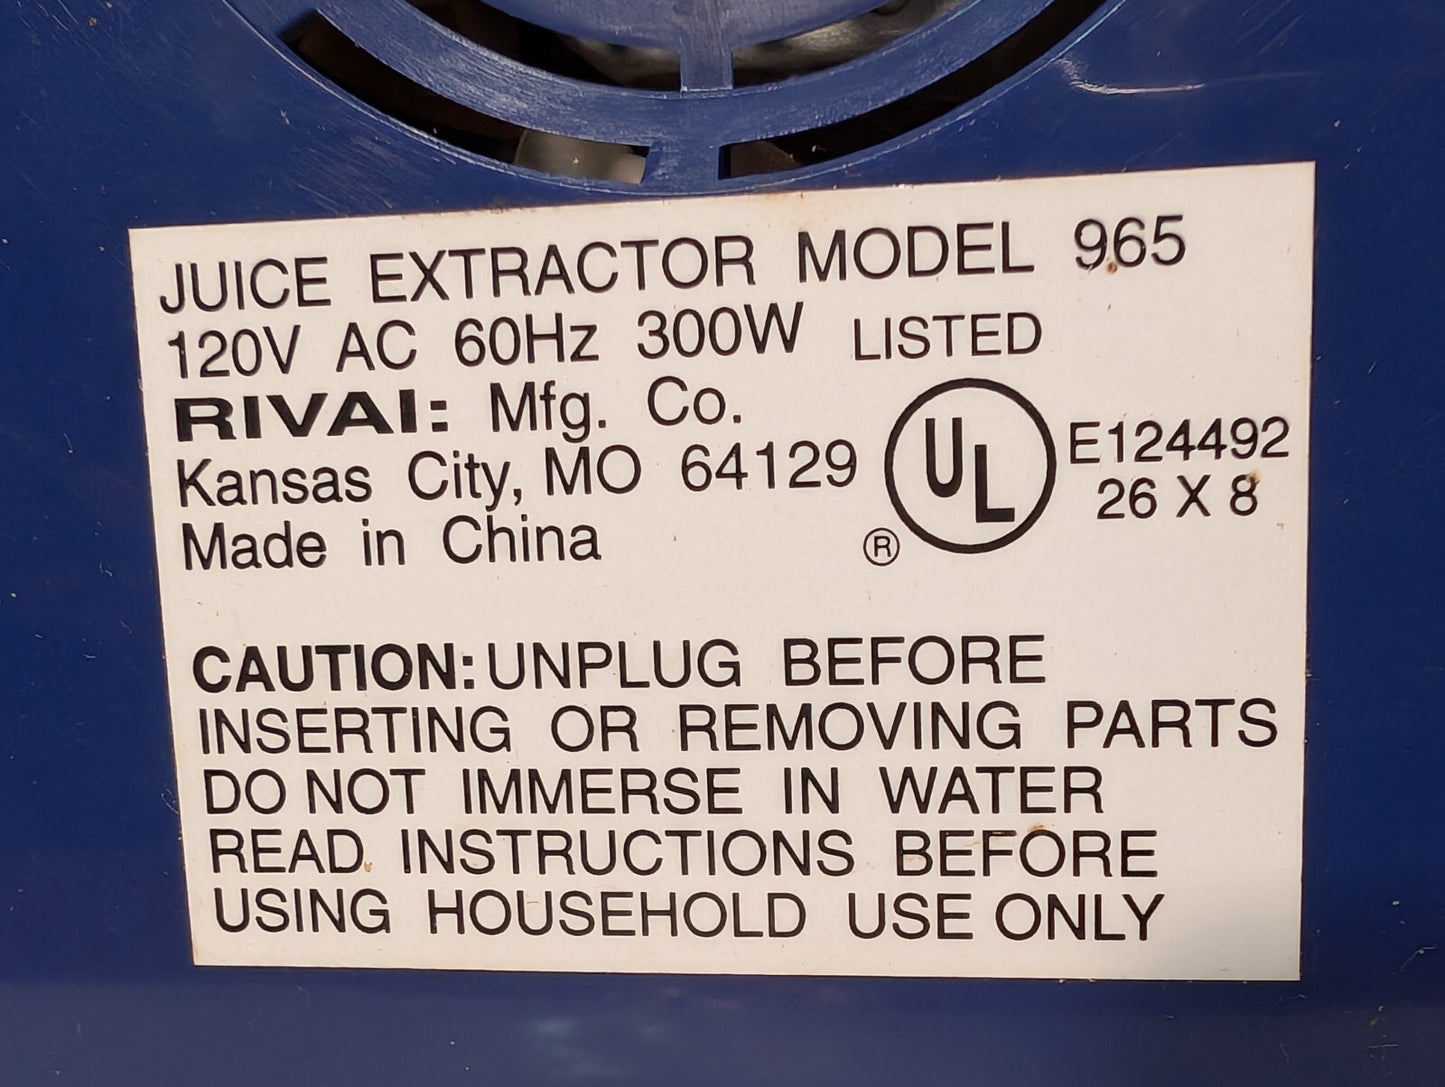 JUICE EXTRACTOR MODEL 965
120V AC 60Hz 300W LISTED
RIVAL: Mfg. Co.
Kansas City, MO 64129
Made in China
UL
®
E124492
26 X 8
CAUTION: UNPLUG BEFORE
INSERTING OR REMOVING PARTS
DO NOT IMMERSE IN WATER
READ INSTRUCTIONS BEFORE
USING HOUSEHOLD USE ONLY